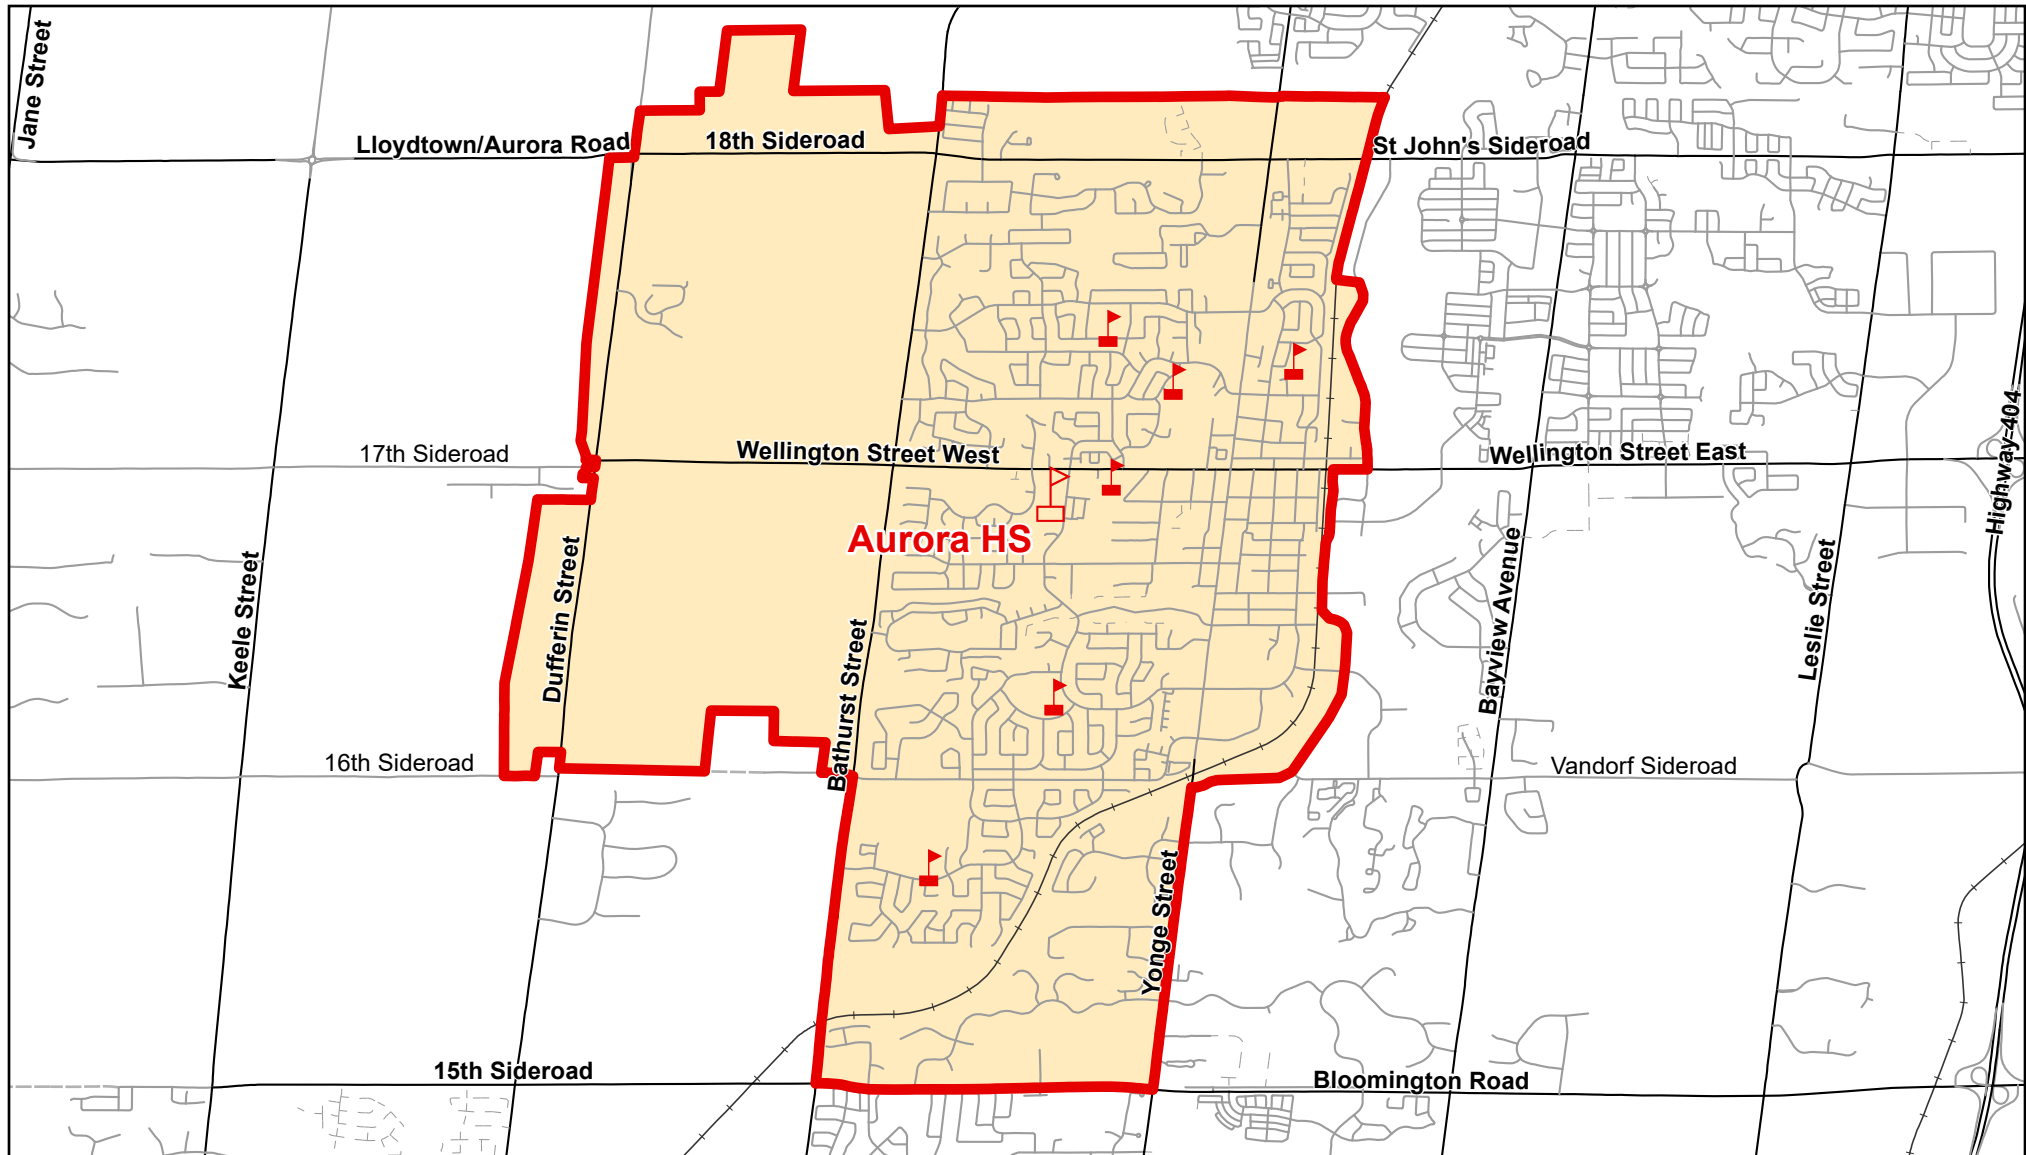 Jane Street
Lloydtown/Aurora Road
18th Sideroad
St John's Sideroad
17th Sideroad
Wellington Street West
Wellington Street East
Highway 404
Aurora HS
Keele Street
Dufferin Street
Bathurst Street
Bayview Avenue
Leslie Street
16th Sideroad
Vandorf Sideroad
Yonge Street
15th Sideroad
Bloomington Road